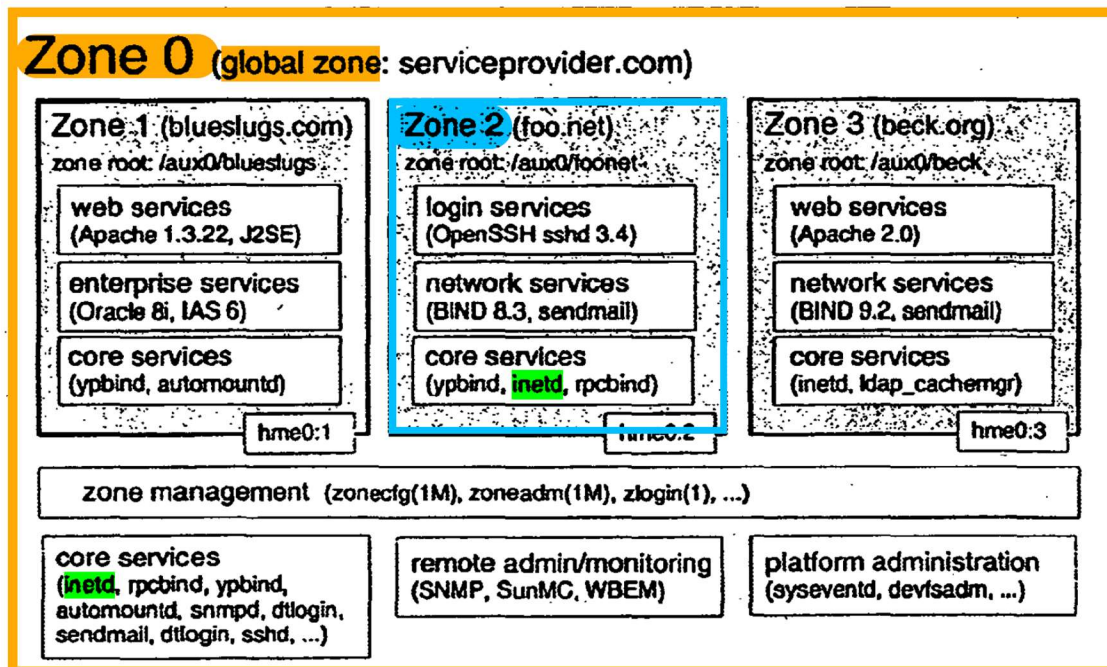 Zone 0 (global zone: serviceprovider.com)
Zone 1 (blueslugs.com)
zone root: /aux0/blueslugs
web services
(Apache 1.3.22, J2SE)
enterprise services
(Oracle 8i, IAS 6)
core services
(ypbind, automountd)
hme0:1
Zone 2 (foo.net)
zone root: /aux0/foonet
login services
(OpenSSH sshd 3.4)
network services
(BIND 8.3, sendmail)
core services
(ypbind, inetd, rpcbind)
hme0:2
Zone 3 (beck.org)
zone root: /aux0/beck
web services
(Apache 2.0)
network services
(BIND 9.2, sendmail)
core services
(inetd, ldap_cachemgr)
hme0:3
zone management (zonecfg(1M), zoneadm(1M), zlogin(1), ...)
core services
(inetd, rpcbind, ypbind,
automountd, snmpd, dtlogin,
sendmail, dtlogin, sshd, ...)
remote admin/monitoring
(SNMP, SunMC, WBEM)
platform administration
(syseventd, devfsadm, ...)